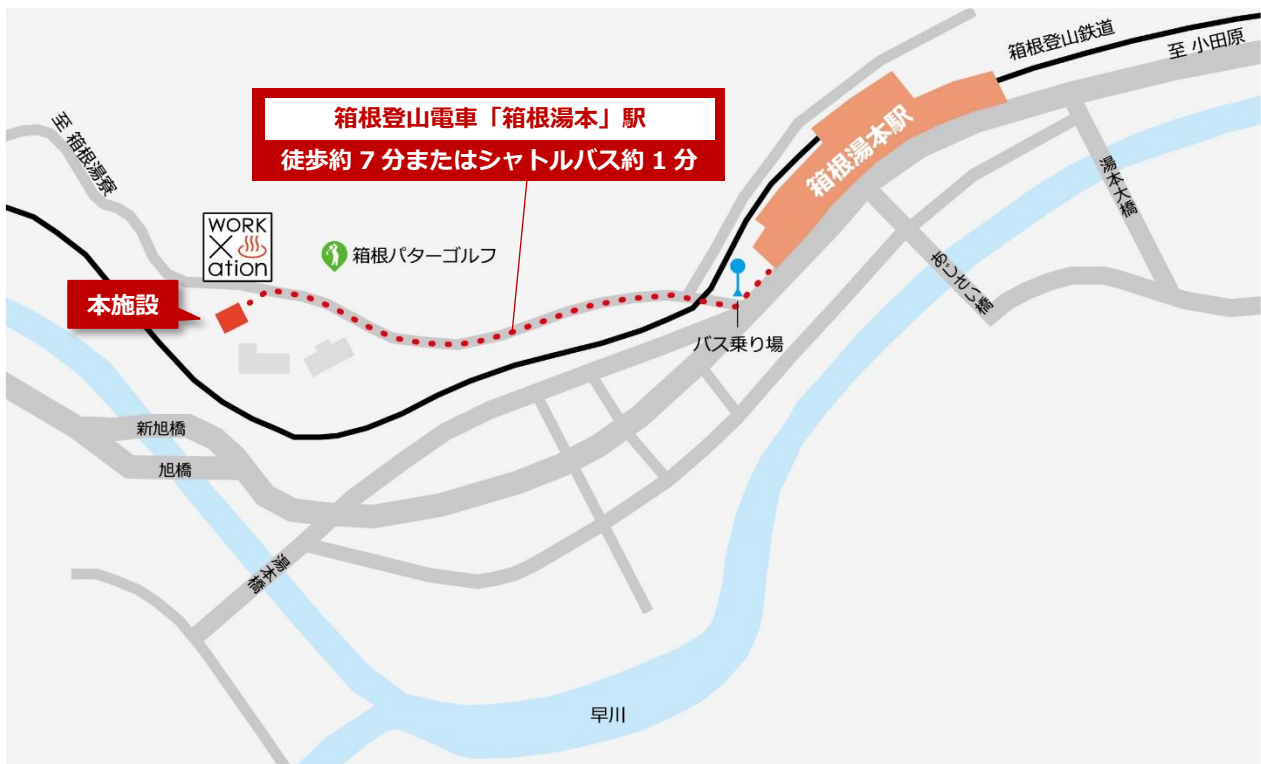 箱根登山鉄道
至 小田原
箱根登山電車「箱根湯本」駅
徒歩約 7 分またはシャトルバス約 1 分
至 箱根湯寮
箱根湯本駅
湯本大橋
WORK
×
ation
箱根パターゴルフ
あじさい橋
本施設
バス乗り場
新旭橋
旭橋
湯本橋
早川